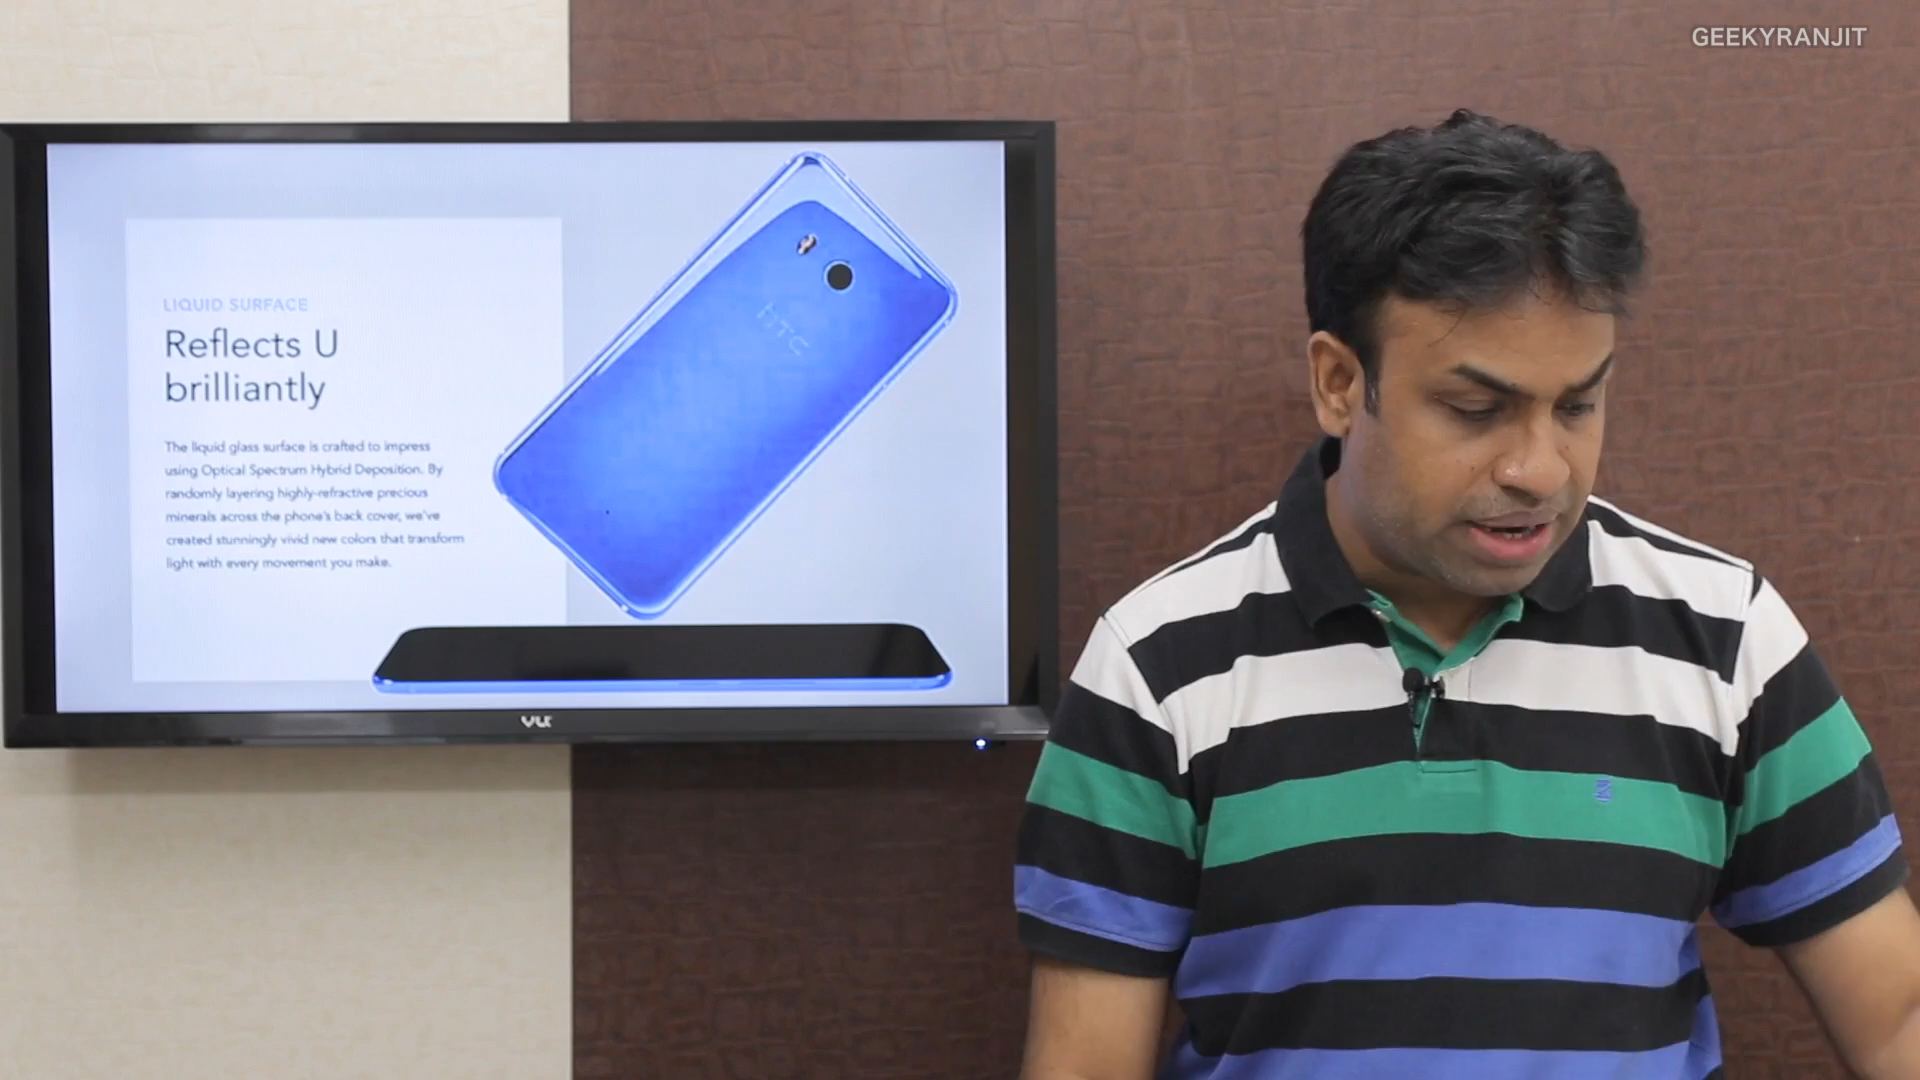 GEEKYRANJIT
LIQUID SURFACE
Reflects U
brilliantly
The liquid glass surface is crafted to impress
using Optical Spectrum Hybrid Deposition. By
randomly layering highly-refractive precious
minerals across the phone's back cover, we've
created stunningly vivid new colors that transform
light with every movement you make.
HTC
VU